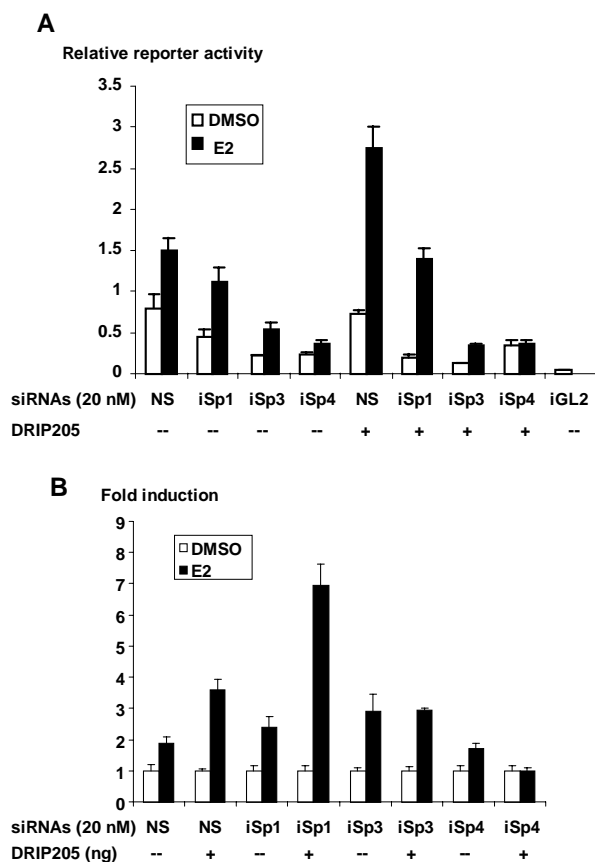 A
Relative reporter activity
3.5
3
2.5
2
1.5
1
0.5
0
DMSO
E2
siRNAs (20 nM) NS iSp1 iSp3 iSp4 NS iSp1 iSp3 iSp4 iGL2
DRIP205 -- -- -- -- + + + + --
B
Fold induction
9
8
7
6
5
4
3
2
1
0
DMSO
E2
siRNAs (20 nM) NS NS iSp1 iSp1 iSp3 iSp3 iSp4 iSp4
DRIP205 (ng) -- + -- + -- + -- +